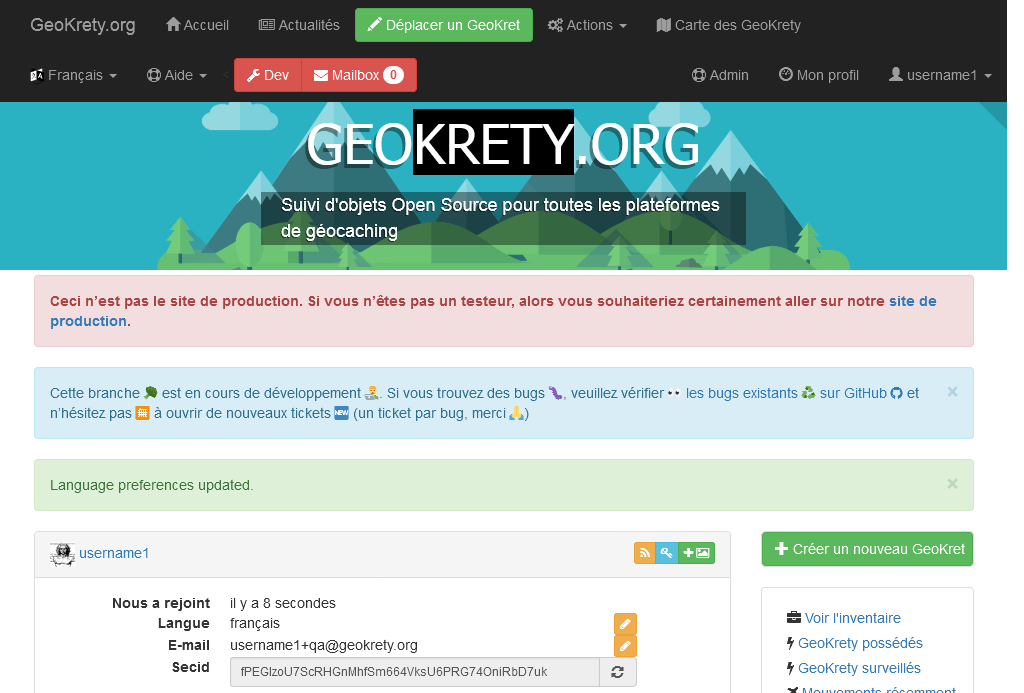 GeoKrety.org Accueil Actualités Déplacer un GeoKret Actions Carte des GeoKrety
Français Aide Dev Mailbox 0 Admin Mon profil username1
GEOKRETY.ORG
Suivi d'objets Open Source pour toutes les plateformes
de géocaching
Ceci n’est pas le site de production. Si vous n’êtes pas un testeur, alors vous souhaiteriez certainement aller sur notre site de
production.
Cette branche 🌳 est en cours de développement. Si vous trouvez des bugs 🐛, veuillez vérifier 👀 les bugs existants ♻️ sur GitHub et
n’hésitez pas à ouvrir de nouveaux tickets 🆕 (un ticket par bug, merci 🙏)
Language preferences updated.
username1
Créer un nouveau GeoKret
Nous a rejoint il y a 8 secondes
Langue français
E-mail username1+qa@geokrety.org
Secid fPEGIzoU7ScRHGnMhfSm664VksU6PRG74OniRbD7uk
Voir l'inventaire
GeoKrety possédés
GeoKrety surveillés
Mouvements récemment